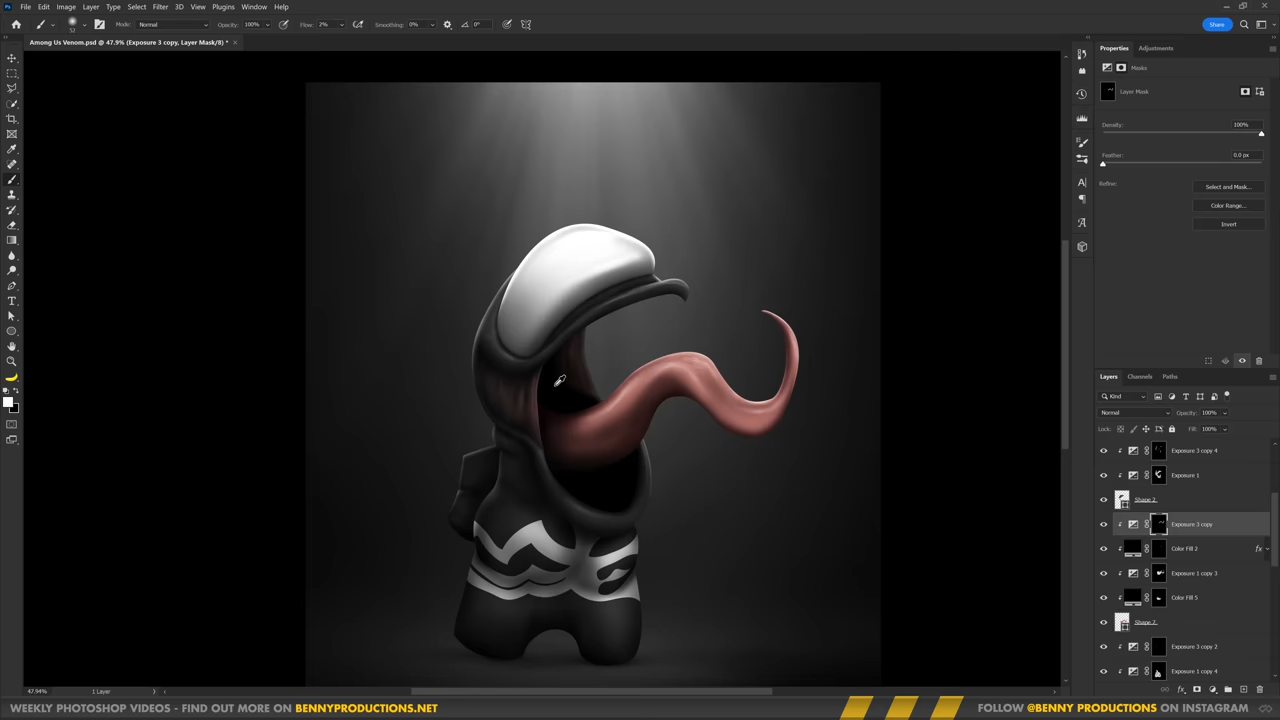 File Edit Image Layer Type Select Filter 3D View Plugins Window Help
Mode: Normal Opacity: 100% Flow: 2% Smoothing: 0% 0° Share
52
Among Us Venom.psd @ 47.9% (Exposure 3 copy, Layer Mask/8) *
Properties Adjustments
Masks
Layer Mask
Density: 100%
Feather: 0.0 px
Refine: Select and Mask...
Color Range...
Invert
Layers Channels Paths
Kind
Normal Opacity: 100%
Lock: Fill: 100%
Exposure 3 copy 4
Exposure 1
Shape 2
Exposure 3 copy
Color Fill 2 fx
Exposure 1 copy 3
Color Fill 5
Shape 7
Exposure 3 copy 2
Exposure 1 copy 4
47.94% 1 Layer
WEEKLY PHOTOSHOP VIDEOS - FIND OUT MORE ON BENNYPRODUCTIONS.NET
FOLLOW @BENNY PRODUCTIONS ON INSTAGRAM